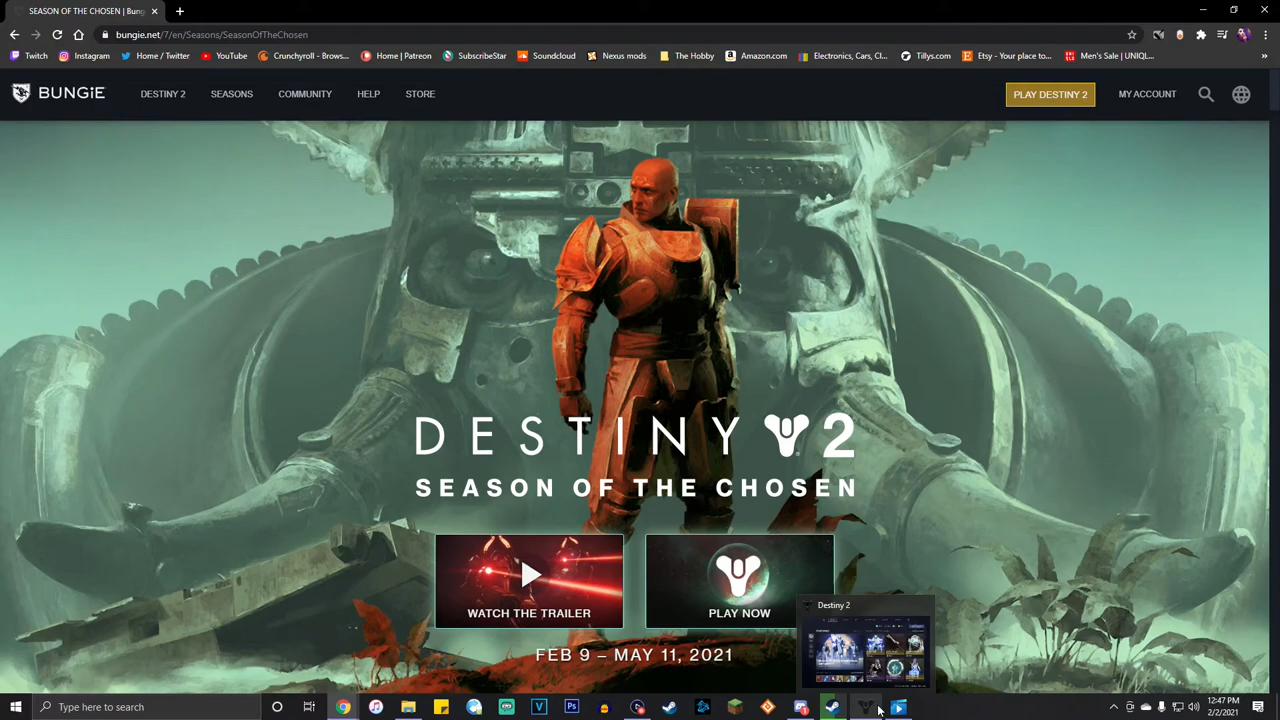 SEASON OF THE CHOSEN | Bung
bungie.net/7/en/Seasons/SeasonOfTheChosen
Twitch Instagram Home / Twitter YouTube Crunchyroll - Brows... Home | Patreon SubscribeStar Soundcloud Nexus mods The Hobby Amazon.com Electronics, Cars, Cl... Tillys.com Etsy - Your place to... Men's Sale | UNIQL...
BUNGiE DESTINY 2 SEASONS COMMUNITY HELP STORE PLAY DESTINY 2 MY ACCOUNT
DESTINY 2
SEASON OF THE CHOSEN
WATCH THE TRAILER PLAY NOW
Destiny 2
FEB 9 – MAY 11, 2021
Type here to search
12:47 PM
2/2/2021